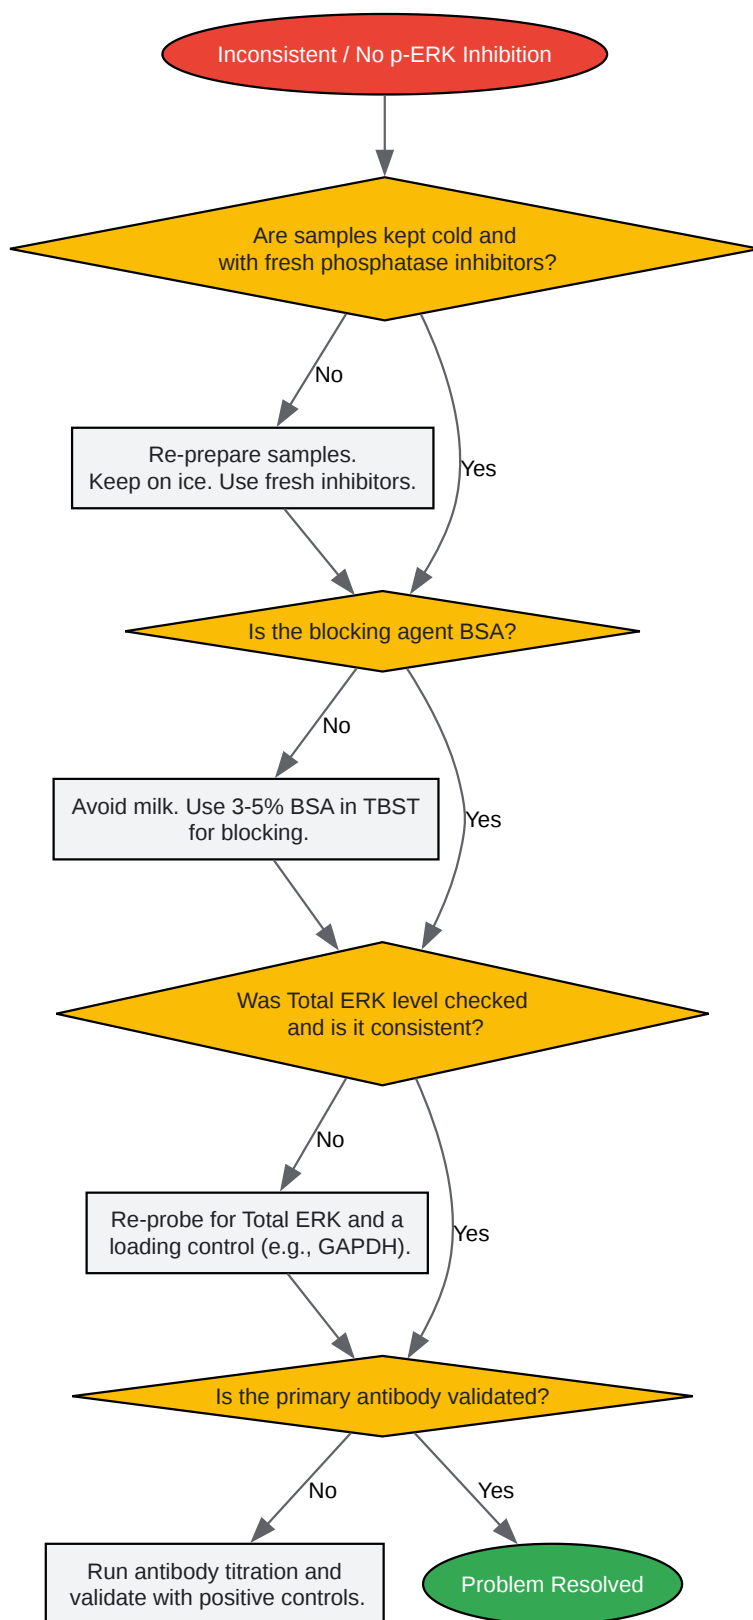 Inconsistent / No p-ERK Inhibition
Are samples kept cold and
with fresh phosphatase inhibitors?
No
Re-prepare samples.
Keep on ice. Use fresh inhibitors.
Yes
Is the blocking agent BSA?
No
Avoid milk. Use 3-5% BSA in TBST
for blocking.
Yes
Was Total ERK level checked
and is it consistent?
No
Re-probe for Total ERK and a
loading control (e.g., GAPDH).
Yes
Is the primary antibody validated?
No
Yes
Run antibody titration and
validate with positive controls.
Problem Resolved